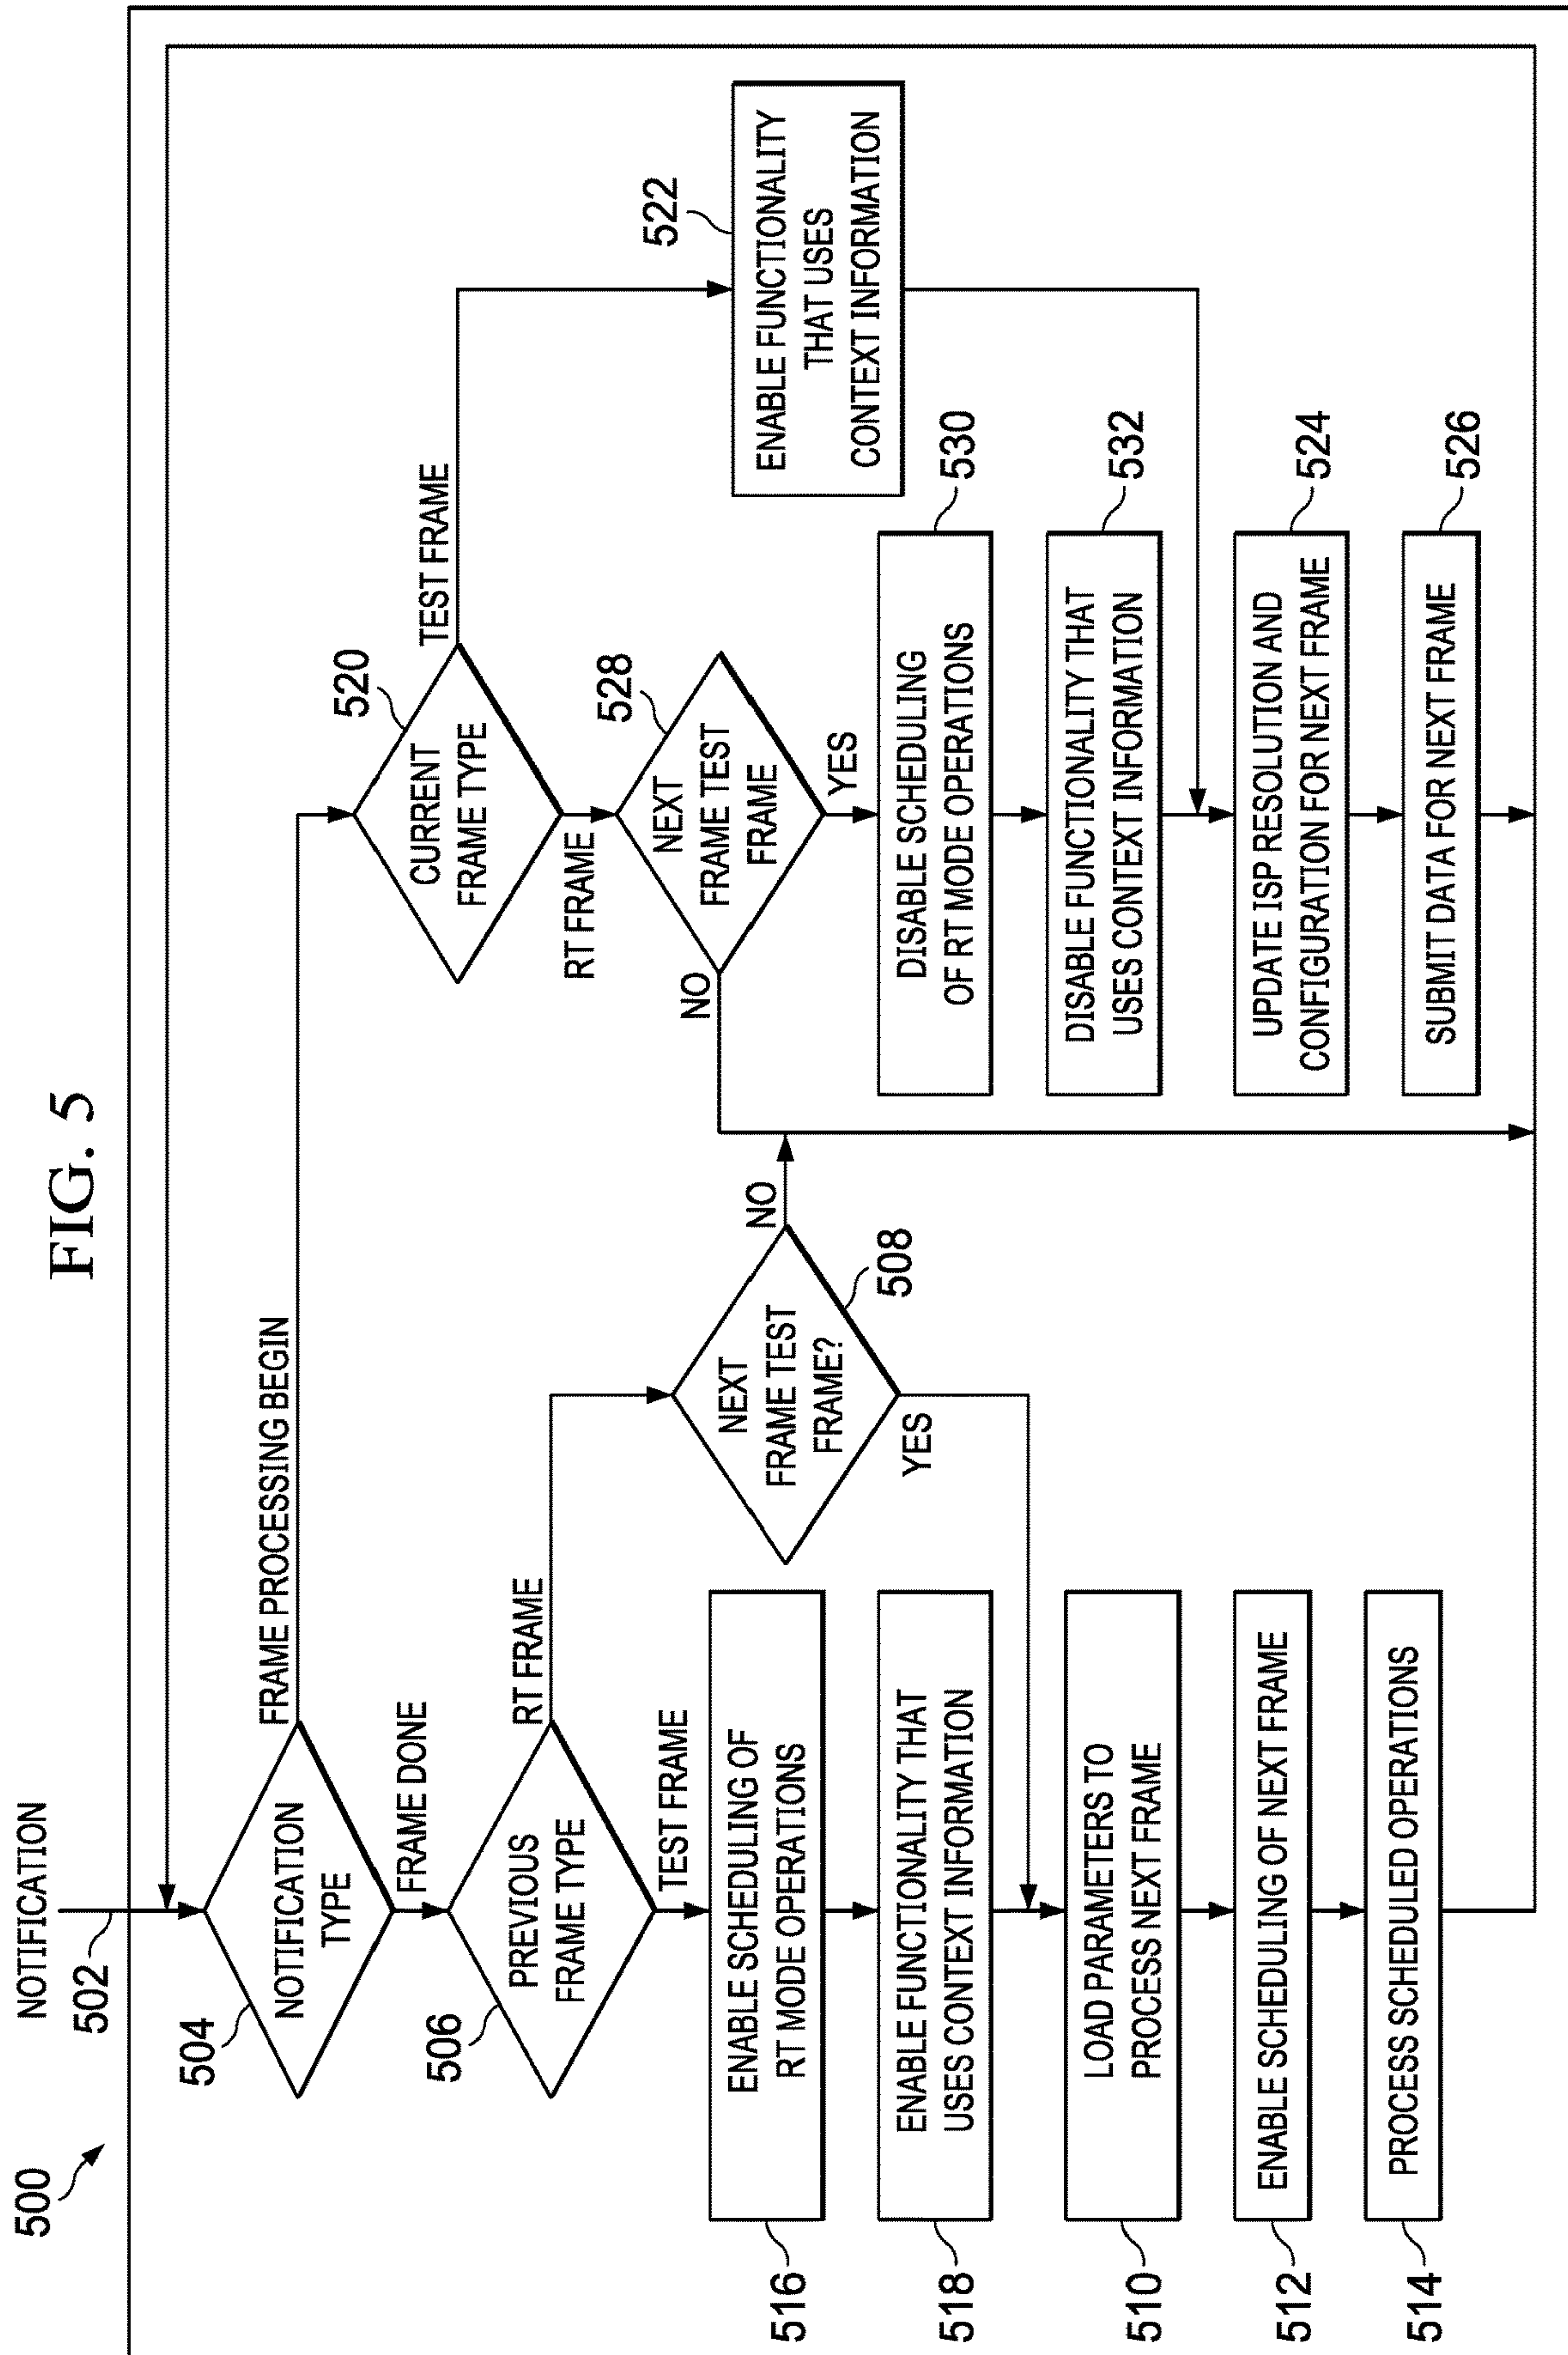 FIG. 5
500
NOTIFICATION
502
504
NOTIFICATION
TYPE
FRAME PROCESSING BEGIN
FRAME DONE
506
PREVIOUS
FRAME TYPE
RT FRAME
TEST FRAME
508
NEXT
FRAME TEST
FRAME?
NO
YES
516
ENABLE SCHEDULING OF
RT MODE OPERATIONS
518
ENABLE FUNCTIONALITY THAT
USES CONTEXT INFORMATION
510
LOAD PARAMETERS TO
PROCESS NEXT FRAME
512
ENABLE SCHEDULING OF NEXT FRAME
514
PROCESS SCHEDULED OPERATIONS
520
CURRENT
FRAME TYPE
TEST FRAME
RT FRAME
528
NEXT
FRAME TEST
FRAME
NO
YES
522
ENABLE FUNCTIONALITY
THAT USES
CONTEXT INFORMATION
530
DISABLE SCHEDULING
OF RT MODE OPERATIONS
532
DISABLE FUNCTIONALITY THAT
USES CONTEXT INFORMATION
524
UPDATE ISP RESOLUTION AND
CONFIGURATION FOR NEXT FRAME
526
SUBMIT DATA FOR NEXT FRAME